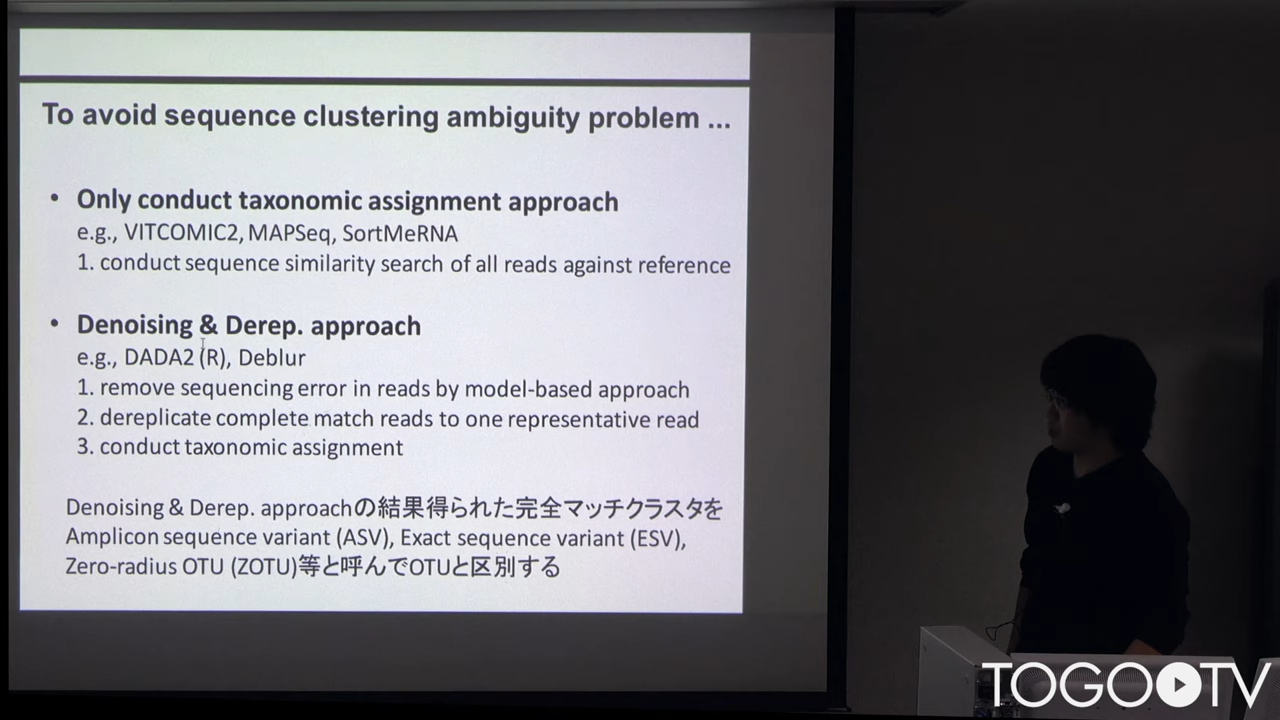 To avoid sequence clustering ambiguity problem ...
• Only conduct taxonomic assignment approach
e.g., VITCOMIC2, MAPSeq, SortMeRNA
1. conduct sequence similarity search of all reads against reference
• Denoising & Derep. approach
e.g., DADA2 (R), Deblur
1. remove sequencing error in reads by model-based approach
2. dereplicate complete match reads to one representative read
3. conduct taxonomic assignment
Denoising & Derep. approachの結果得られた完全マッチクラスタを
Amplicon sequence variant (ASV), Exact sequence variant (ESV),
Zero-radius OTU (ZOTU)等と呼んでOTUと区別する
TOGOTV